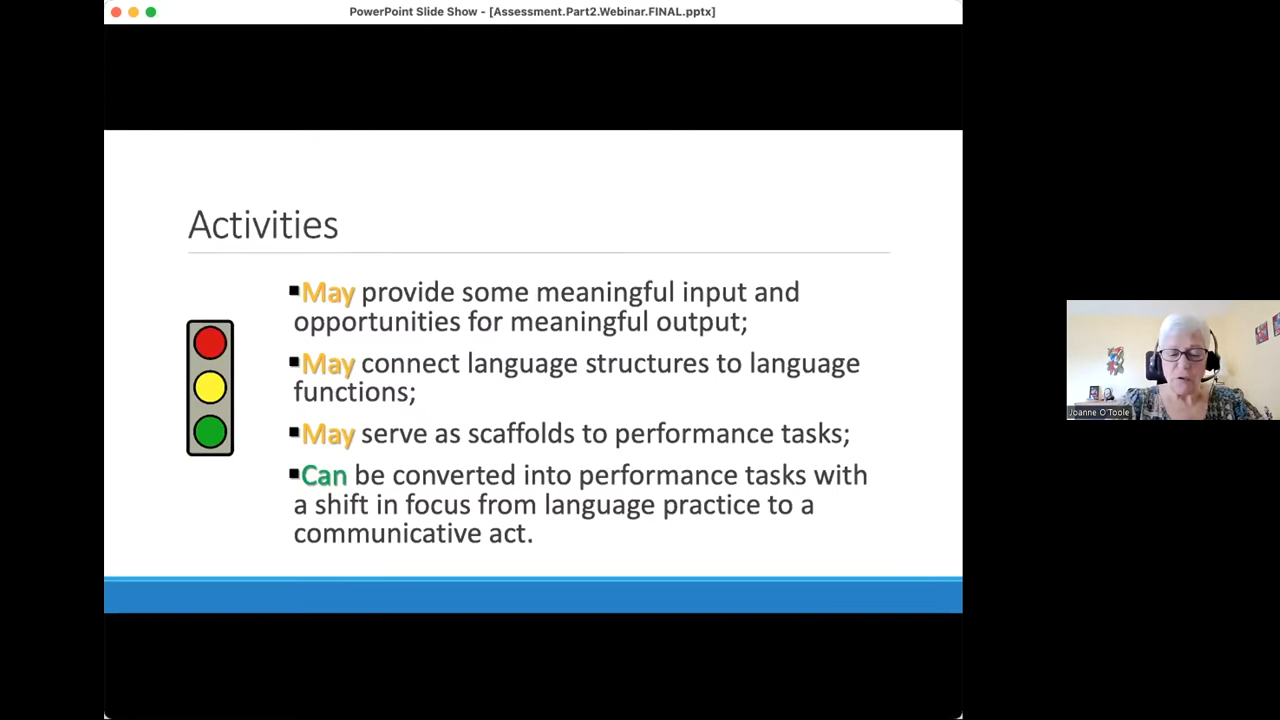 PowerPoint Slide Show - [Assessment.Part2.Webinar.FINAL.pptx]
Activities
▪May provide some meaningful input and
opportunities for meaningful output;
▪May connect language structures to language
functions;
▪May serve as scaffolds to performance tasks;
▪Can be converted into performance tasks with
a shift in focus from language practice to a
communicative act.
Joanne O'Toole